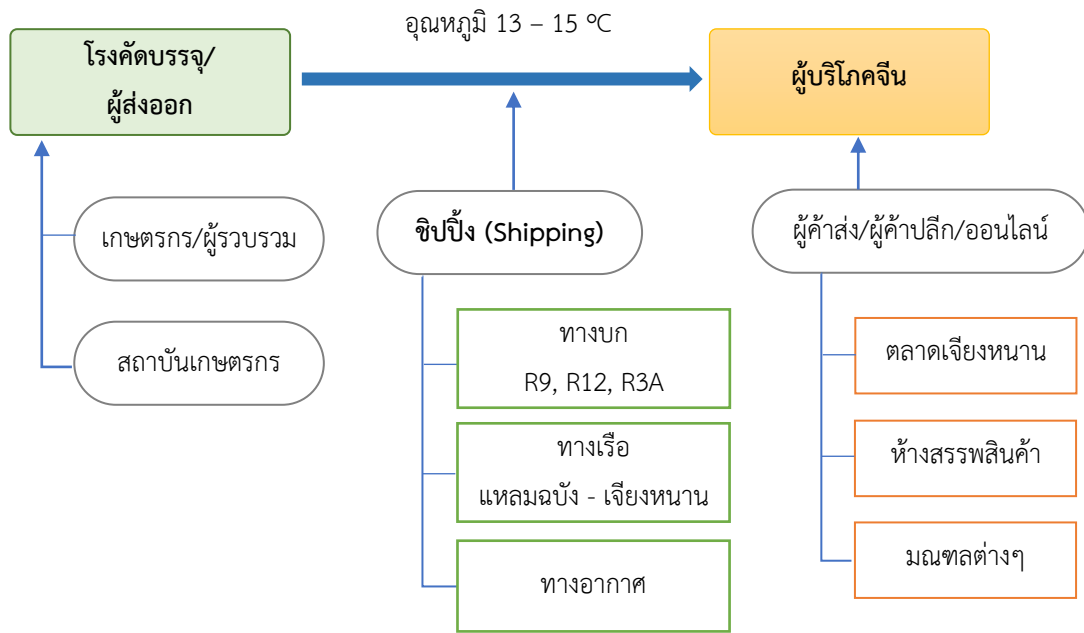 อุณหภูมิ 13 – 15 ºC
โรงคัดบรรจุ/
ผู้ส่งออก
ผู้บริโภคจีน
เกษตรกร/ผู้รวบรวม
สถาบันเกษตรกร
ชิปปิ้ง (Shipping)
ทางบก
R9, R12, R3A
ทางเรือ
แหลมฉบัง - เจียงหนาน
ทางอากาศ
ผู้ค้าส่ง/ผู้ค้าปลีก/ออนไลน์
ตลาดเจียงหนาน
ห้างสรรพสินค้า
มณฑลต่างๆ